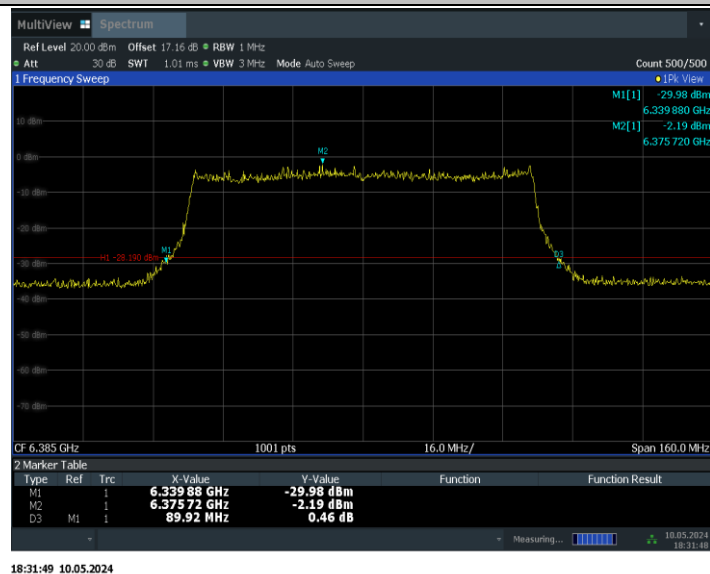 MultiView Spectrum
Ref Level 20.00 dBm Offset 17.16 dB RBW 1 MHz
Att 30 dB SWT 1.01 ms VBW 3 MHz Mode Auto Sweep Count 500/500
1 Frequency Sweep 1Pk View
M1[1] -29.98 dBm
6.339 880 GHz
10 dBm
M2[1] -2.19 dBm
6.375 720 GHz
M2
0 dBm
-10 dBm
-20 dBm
M1
H1 -28.190 dBm
D3
-30 dBm
-40 dBm
-50 dBm
-60 dBm
-70 dBm
CF 6.385 GHz 1001 pts 16.0 MHz/ Span 160.0 MHz
2 Marker Table
Type Ref Trc X-Value Y-Value Function Function Result
M1 1 6.339 88 GHz -29.98 dBm
M2 1 6.375 72 GHz -2.19 dBm
D3 M1 1 89.92 MHz 0.46 dB
Measuring... 10.05.2024
18:31:48
18:31:49 10.05.2024